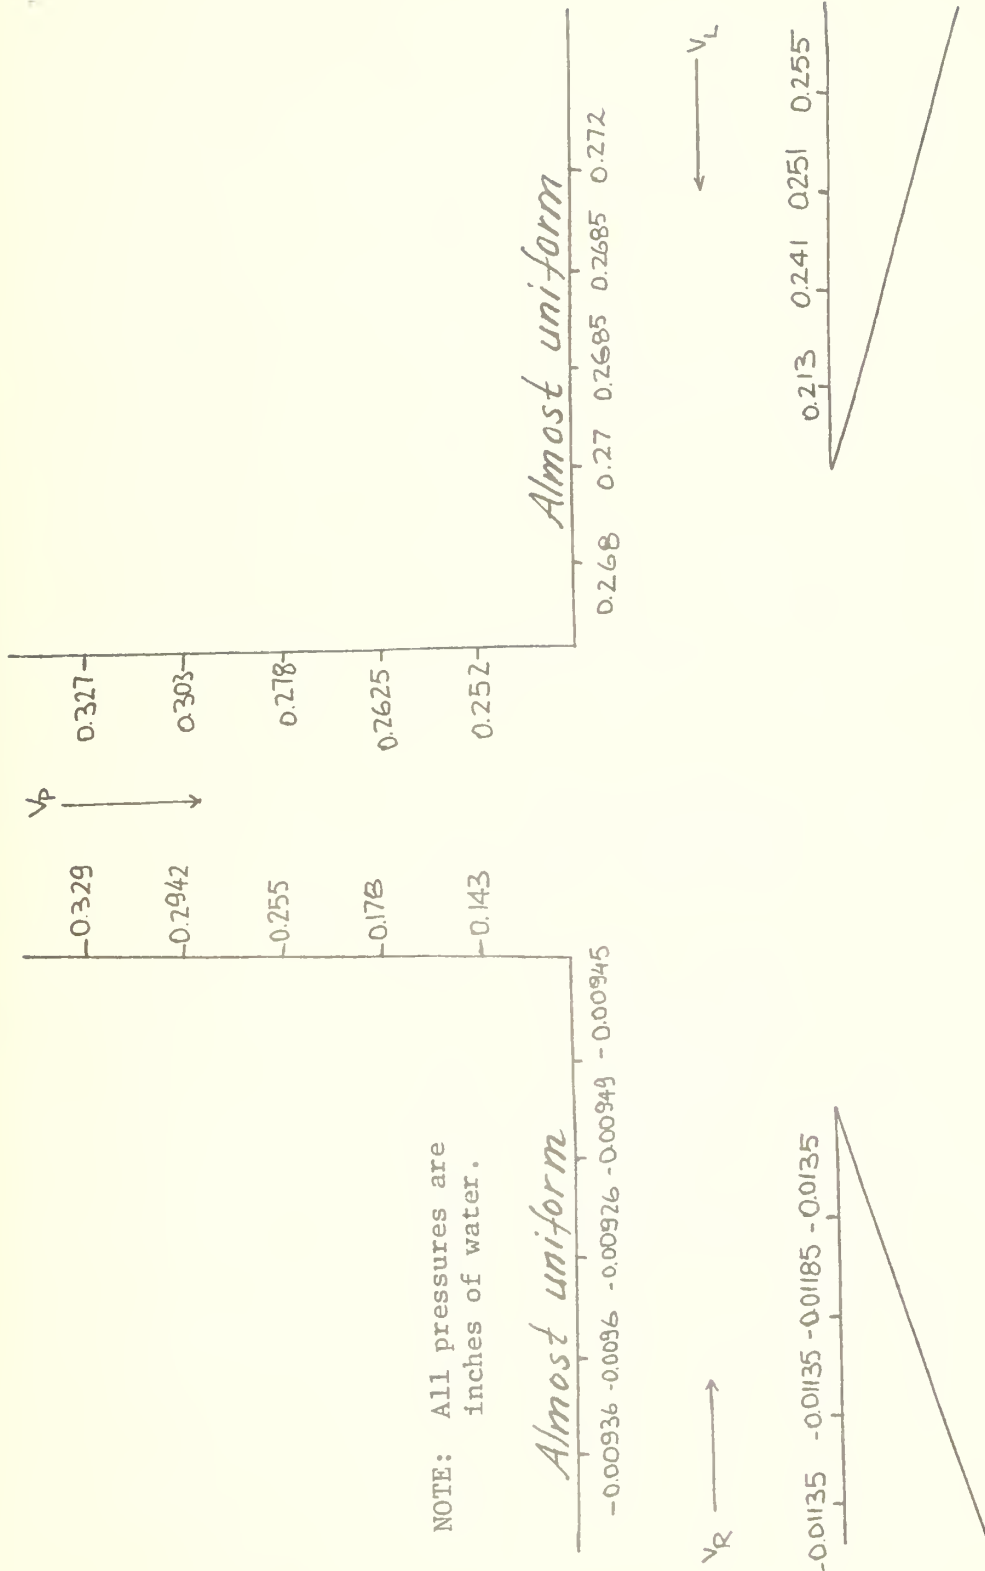 V_P
0.329 0.327
0.2942 0.303
0.255 0.278
0.178 0.2625
0.143 0.252
NOTE: All pressures are
inches of water.
Almost uniform
Almost uniform
-0.00936 -0.0096 -0.00926 -0.00949 -0.00945
0.268 0.27 0.2685 0.2685 0.272
V_R
V_L
-0.01135 -0.01135 -0.01185 -0.0135
0.213 0.241 0.251 0.255